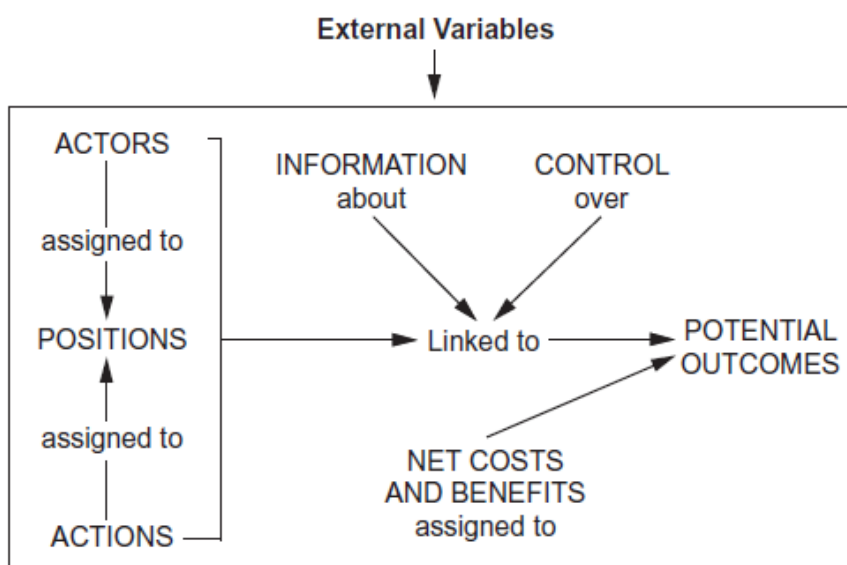 External Variables
ACTORS
assigned to
POSITIONS
assigned to
ACTIONS
INFORMATION
about
CONTROL
over
Linked to
POTENTIAL
OUTCOMES
NET COSTS
AND BENEFITS
assigned to